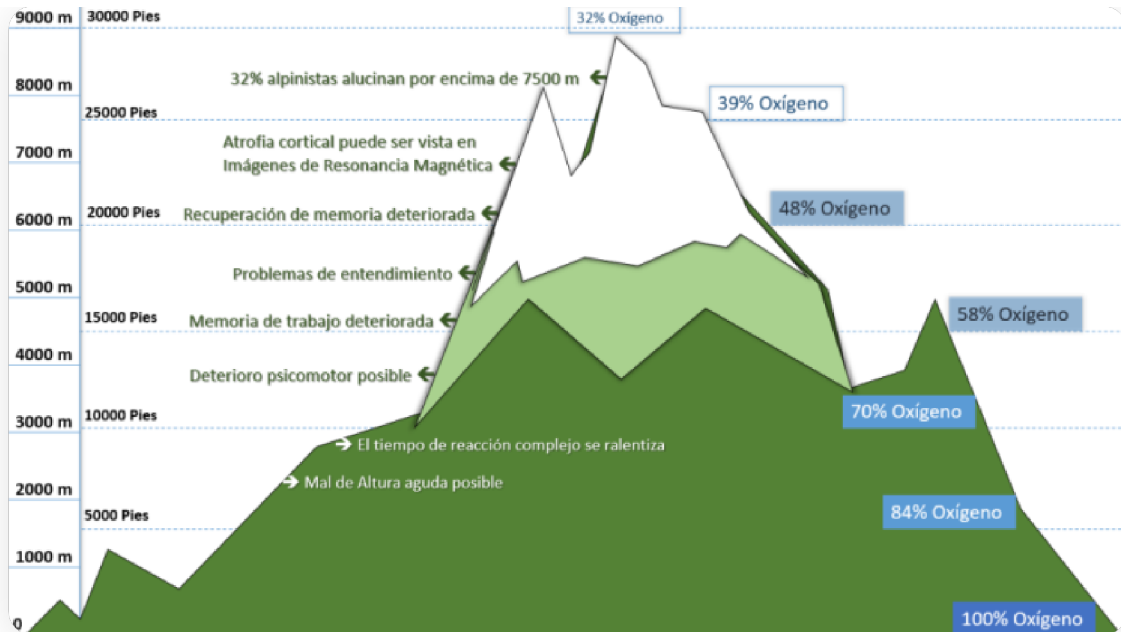 9000 m
30000 Pies
32% Oxígeno
32% alpinistas alucinan por encima de 7500 m
8000 m
39% Oxígeno
25000 Pies
Atrofia cortical puede ser vista en
Imágenes de Resonancia Magnética
7000 m
20000 Pies
Recuperación de memoria deteriorada
48% Oxígeno
6000 m
Problemas de entendimiento
5000 m
15000 Pies
Memoria de trabajo deteriorada
58% Oxígeno
4000 m
Deterioro psicomotor posible
10000 Pies
70% Oxígeno
3000 m
El tiempo de reacción complejo se ralentiza
Mal de Altura aguda posible
2000 m
5000 Pies
84% Oxígeno
1000 m
0
100% Oxígeno